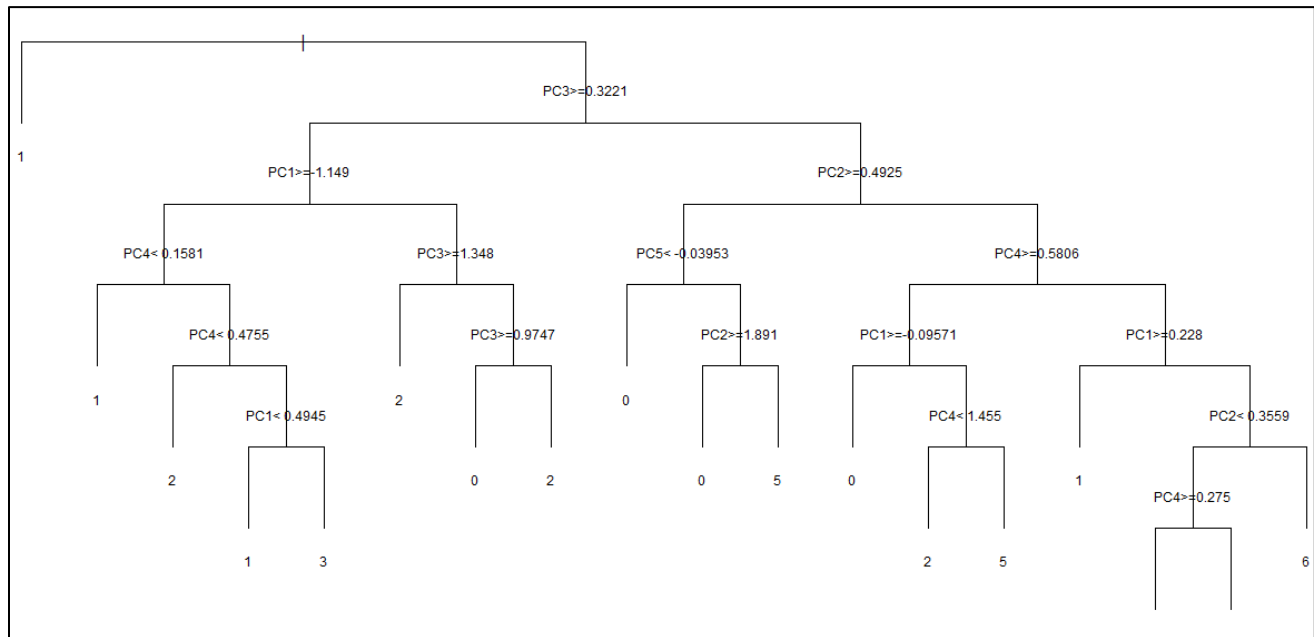 PC3>=0.3221
1
PC1>=-1.149
PC2>=0.4925
PC4< 0.1581
PC3>=1.348
PC5< -0.03953
PC4>=0.5806
PC4< 0.4755
PC3>=0.9747
PC2>=1.891
PC1>=-0.09571
PC1>=0.228
1
2
0
PC1< 0.4945
PC4< 1.455
PC2< 0.3559
2
0
2
0
5
0
1
PC4>=0.275
1
3
2
5
6